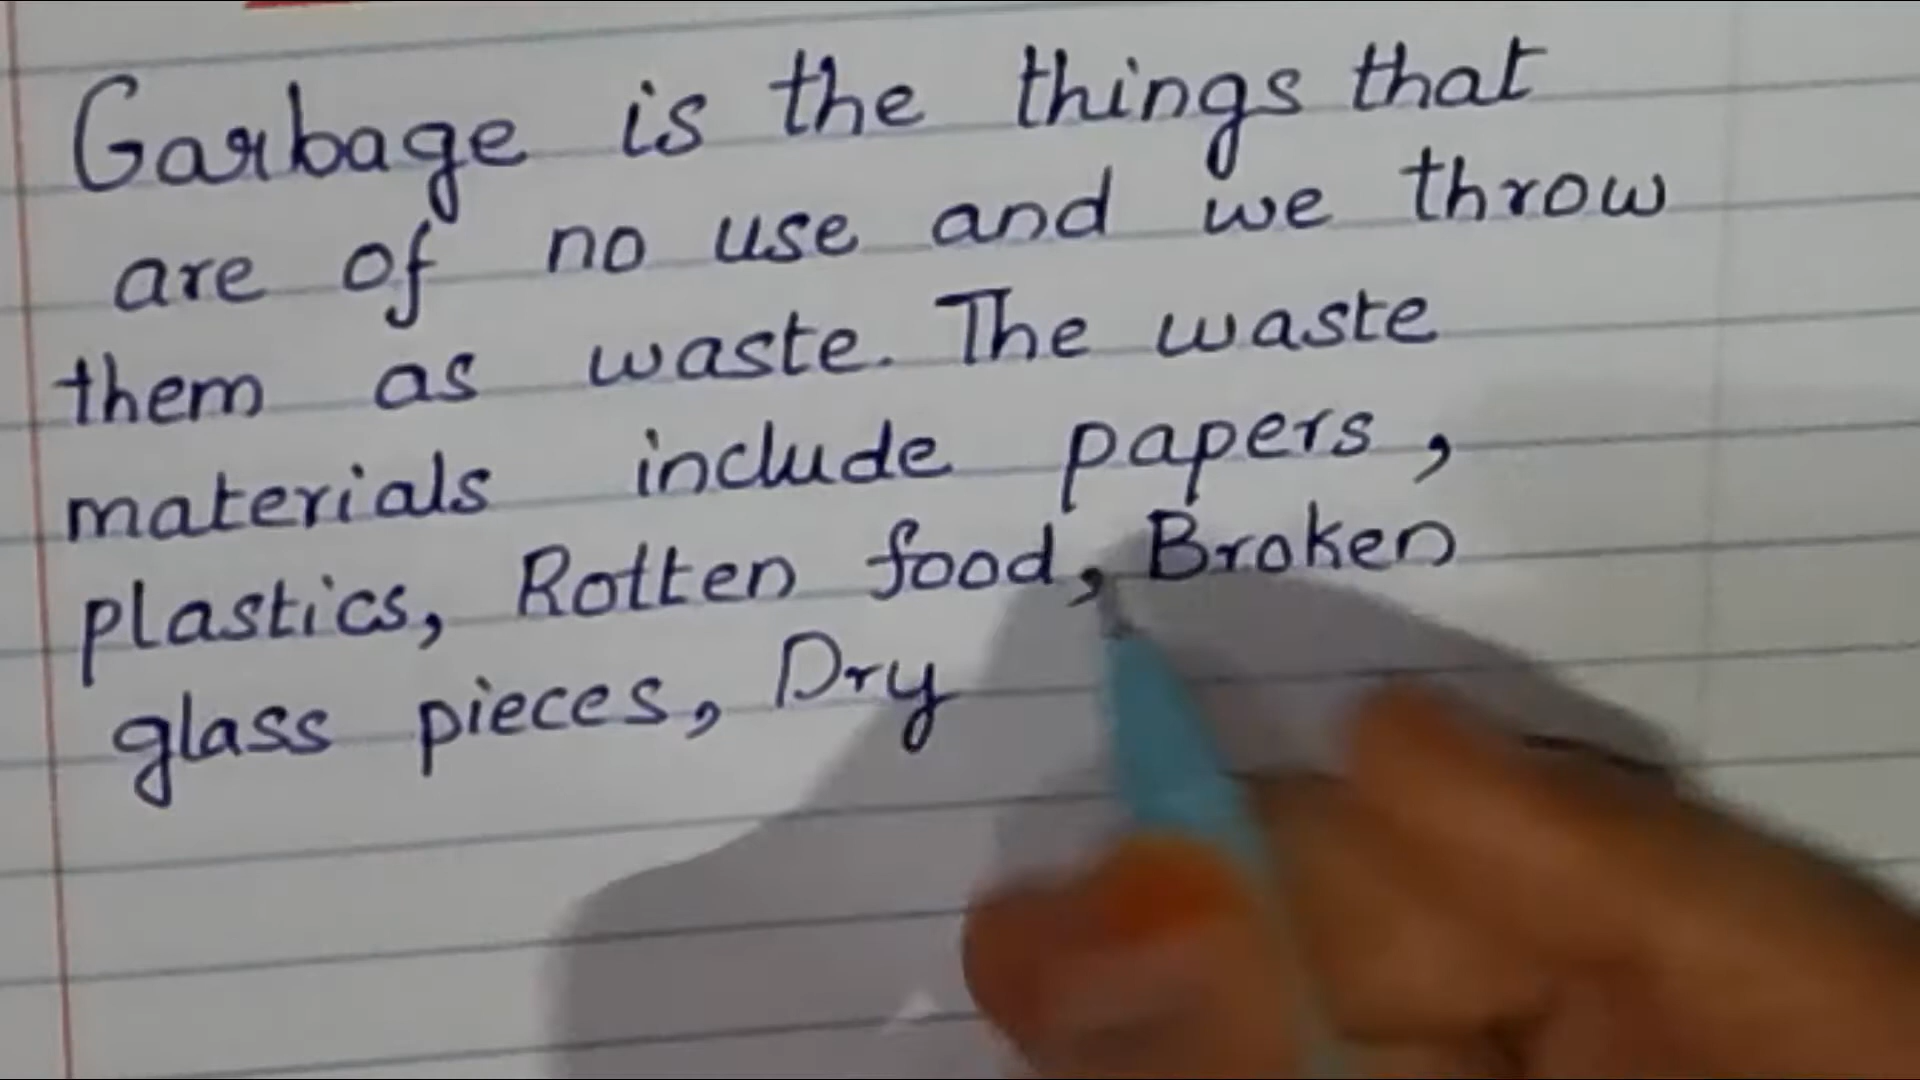 Garbage is the things that
are of no use and we throw
them as waste. The waste
materials include papers,
plastics, Rotten food, Broken
glass pieces, Dry